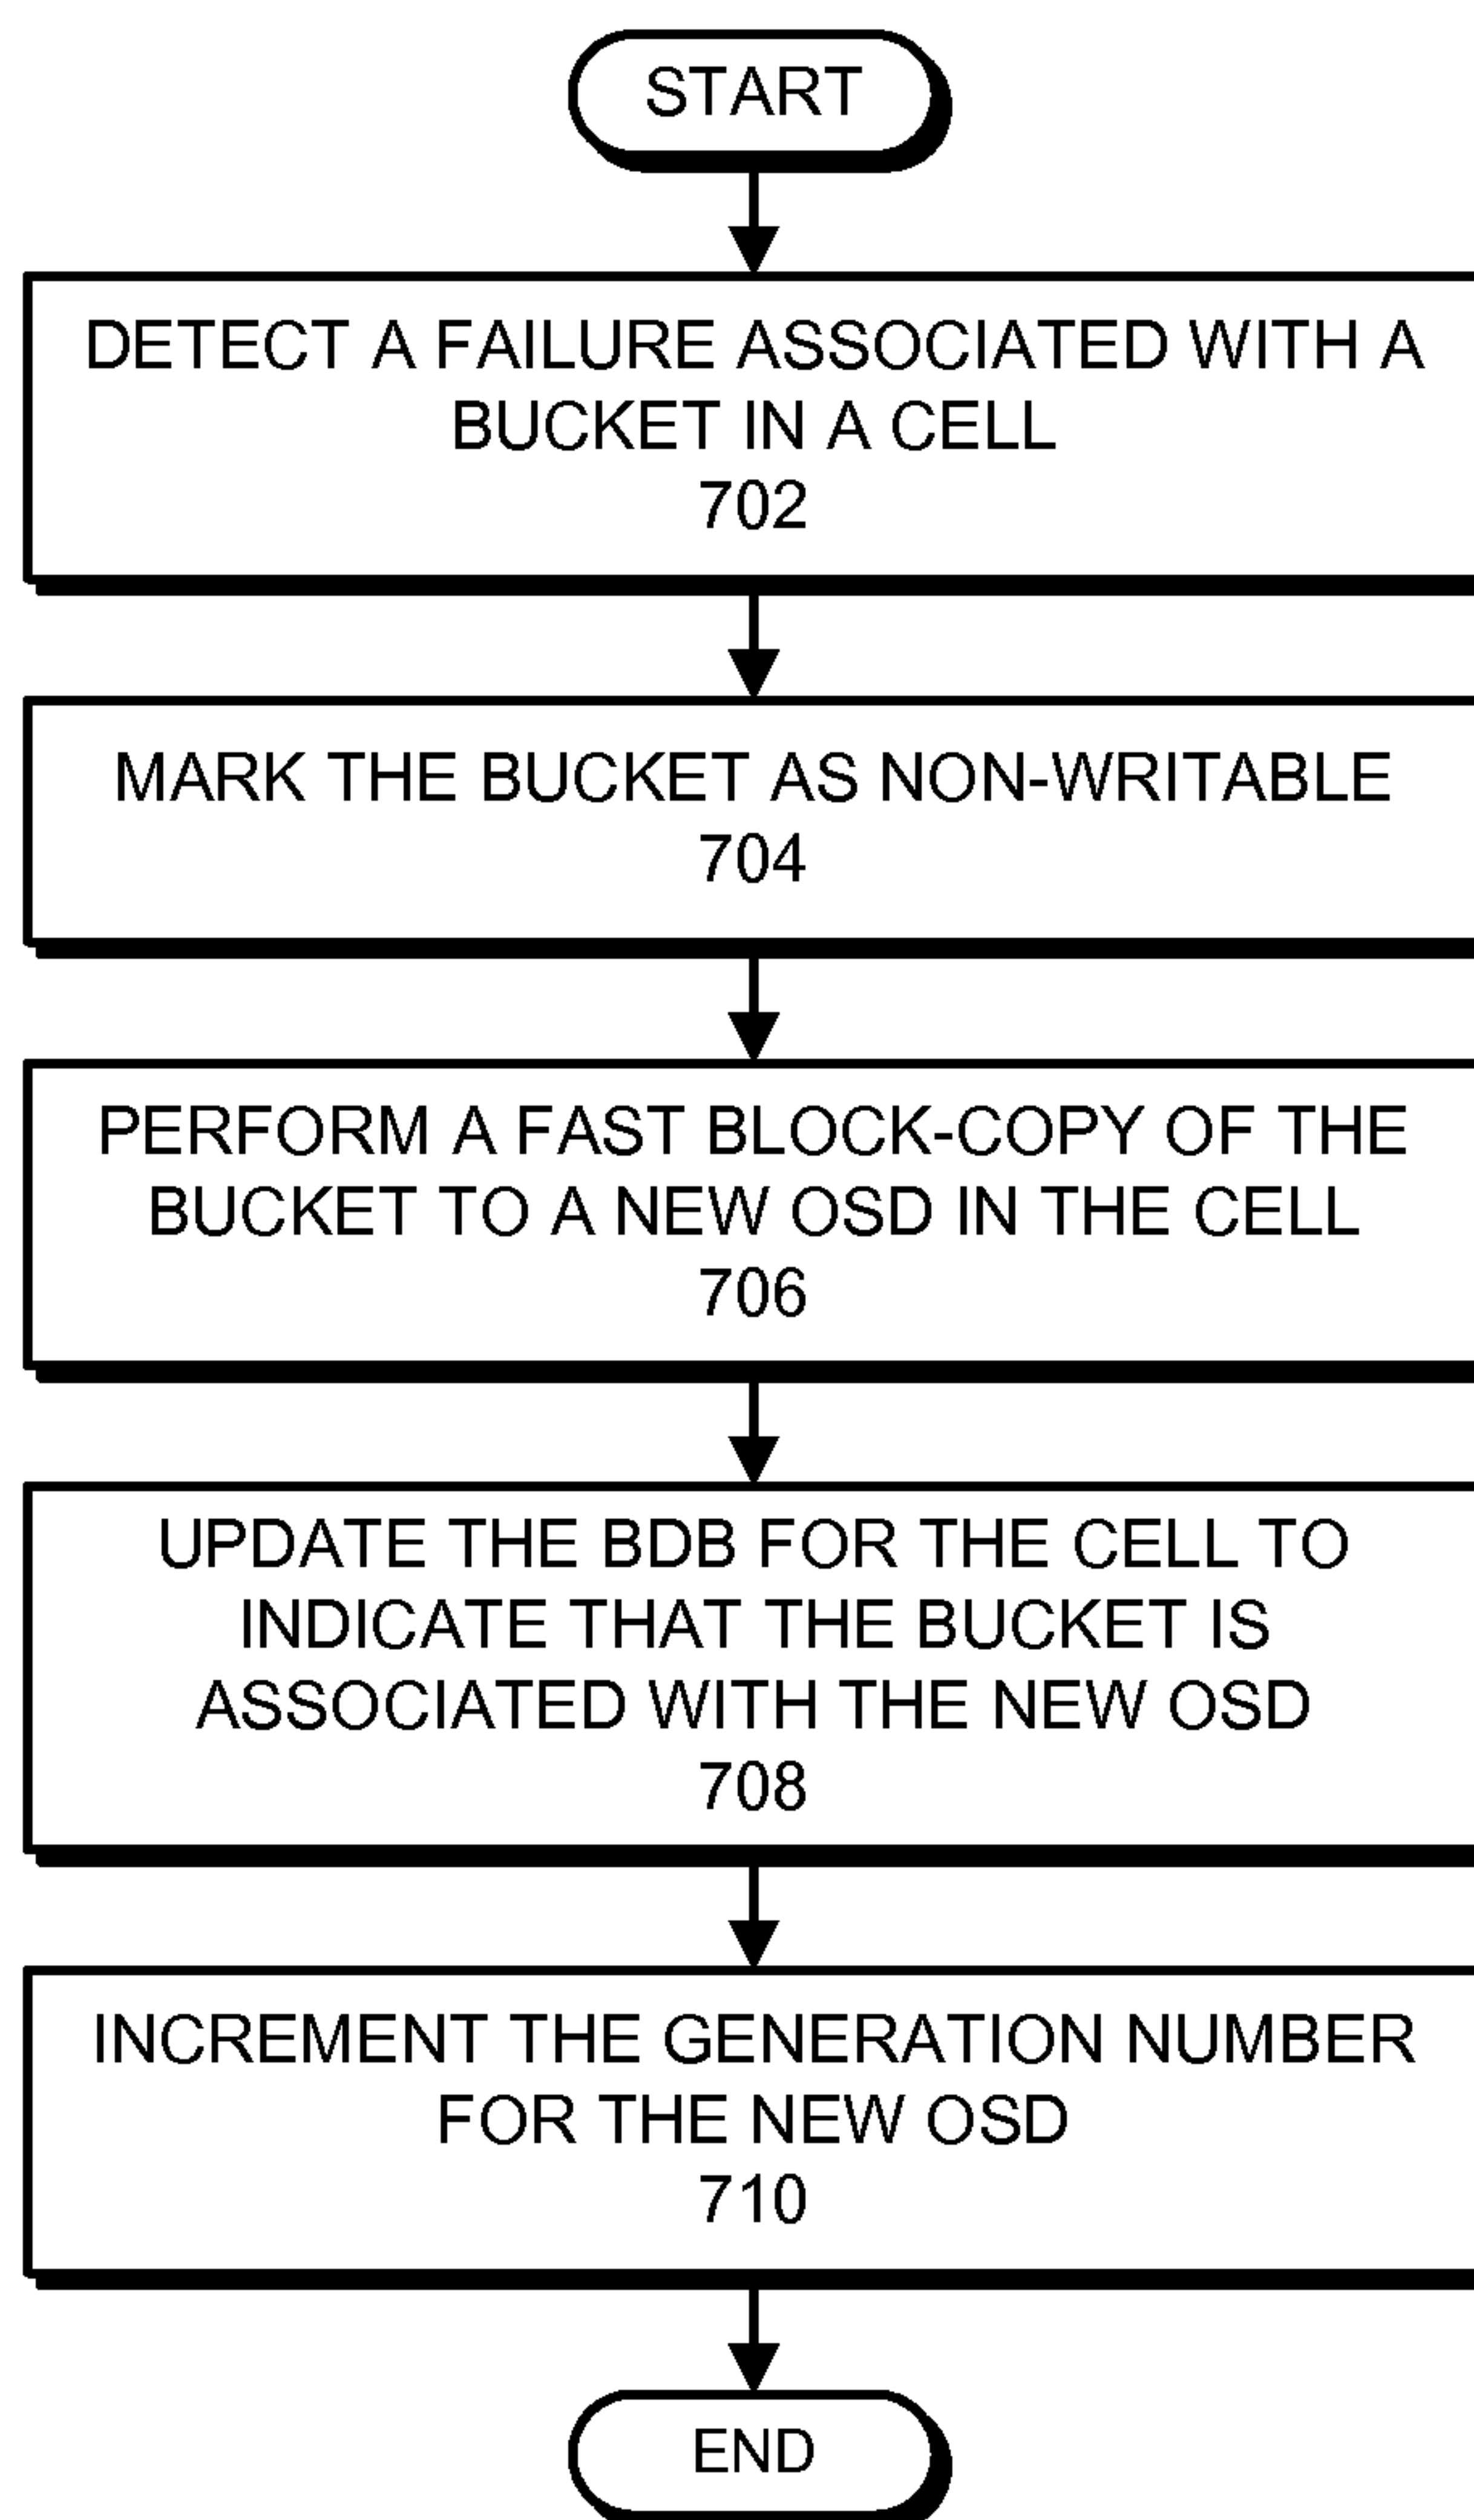 START
DETECT A FAILURE ASSOCIATED WITH A
BUCKET IN A CELL
702
MARK THE BUCKET AS NON-WRITABLE
704
PERFORM A FAST BLOCK-COPY OF THE
BUCKET TO A NEW OSD IN THE CELL
706
UPDATE THE BDB FOR THE CELL TO
INDICATE THAT THE BUCKET IS
ASSOCIATED WITH THE NEW OSD
708
INCREMENT THE GENERATION NUMBER
FOR THE NEW OSD
710
END